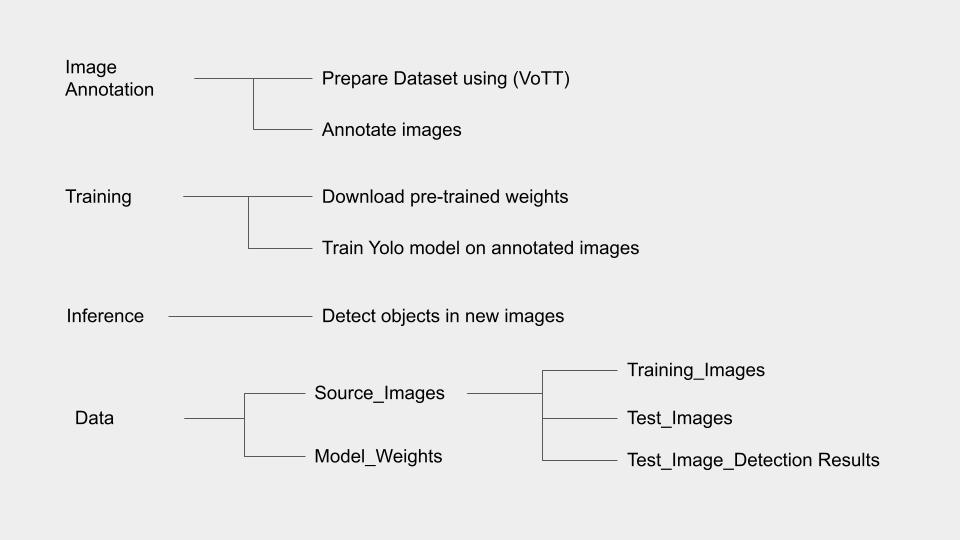 Image
Annotation
Prepare Dataset using (VoTT)
Annotate images
Training
Download pre-trained weights
Train Yolo model on annotated images
Inference
Detect objects in new images
Data
Source_Images
Model_Weights
Training_Images
Test_Images
Test_Image_Detection Results